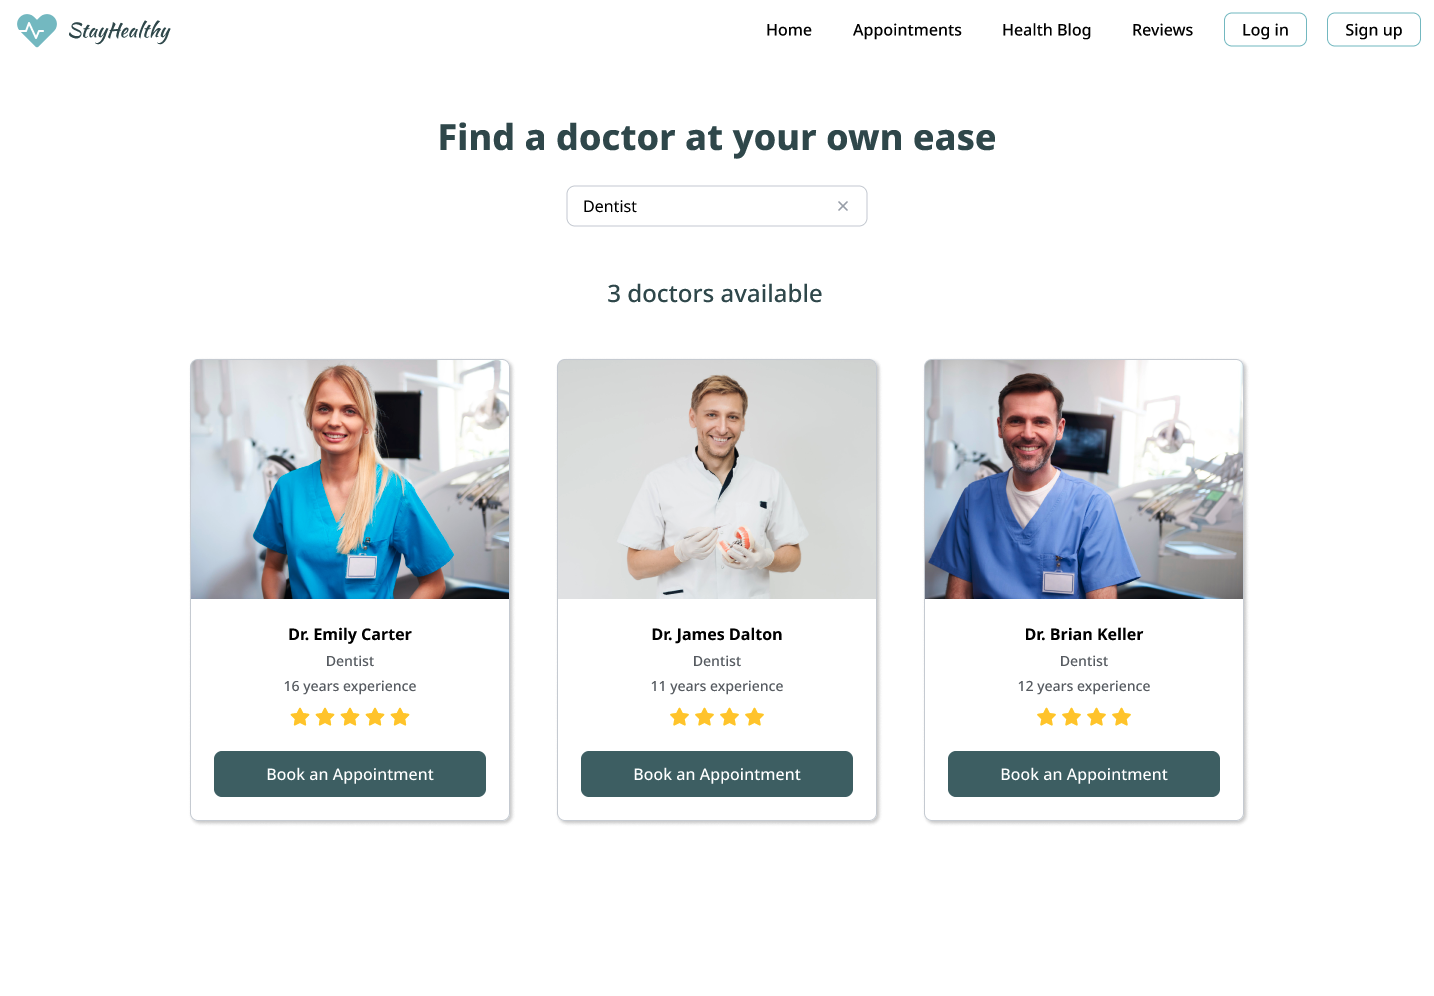 StayHealthy
Home Appointments Health Blog Reviews Log in Sign up
Find a doctor at your own ease
Dentist
3 doctors available
Dr. Emily Carter
Dentist
16 years experience
Book an Appointment
Dr. James Dalton
Dentist
11 years experience
Book an Appointment
Dr. Brian Keller
Dentist
12 years experience
Book an Appointment